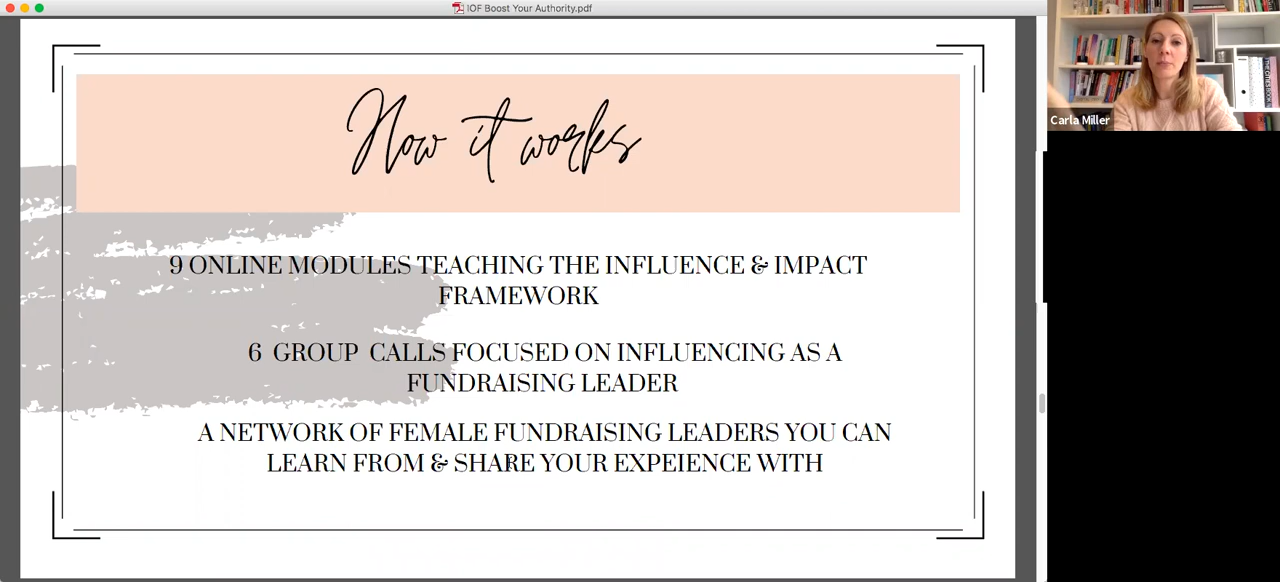 IOF Boost Your Authority.pdf
How it works
9 ONLINE MODULES TEACHING THE INFLUENCE & IMPACT
FRAMEWORK
6 GROUP CALLS FOCUSED ON INFLUENCING AS A
FUNDRAISING LEADER
A NETWORK OF FEMALE FUNDRAISING LEADERS YOU CAN
LEARN FROM & SHARE YOUR EXPEIENCE WITH
Carla Miller